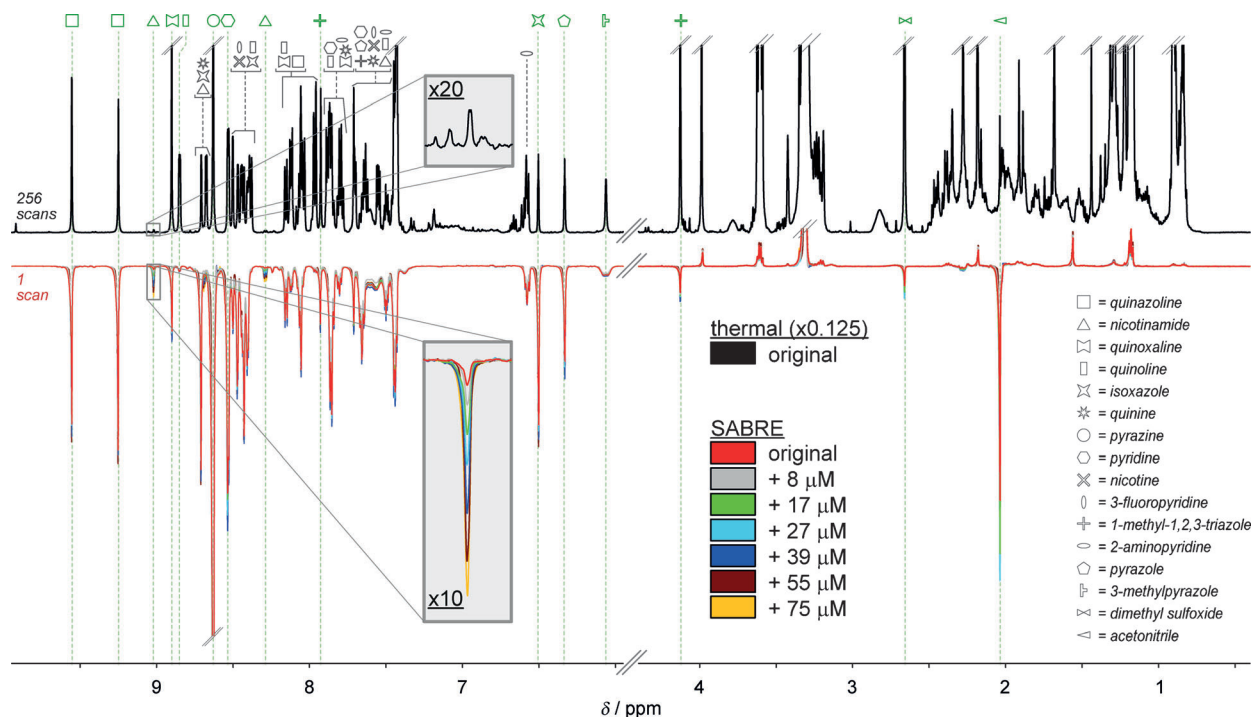 x20
256
scans
1
scan
x10
thermal (x0.125)
original
SABRE
original
+ 8 μM
+ 17 μM
+ 27 μM
+ 39 μM
+ 55 μM
+ 75 μM
= quinazoline
= nicotinamide
= quinoxaline
= quinoline
= isoxazole
= quinine
= pyrazine
= pyridine
= nicotine
= 3-fluoropyridine
= 1-methyl-1,2,3-triazole
= 2-aminopyridine
= pyrazole
= 3-methylpyrazole
= dimethyl sulfoxide
= acetonitrile
9 8 7 4 3 2 1
δ / ppm